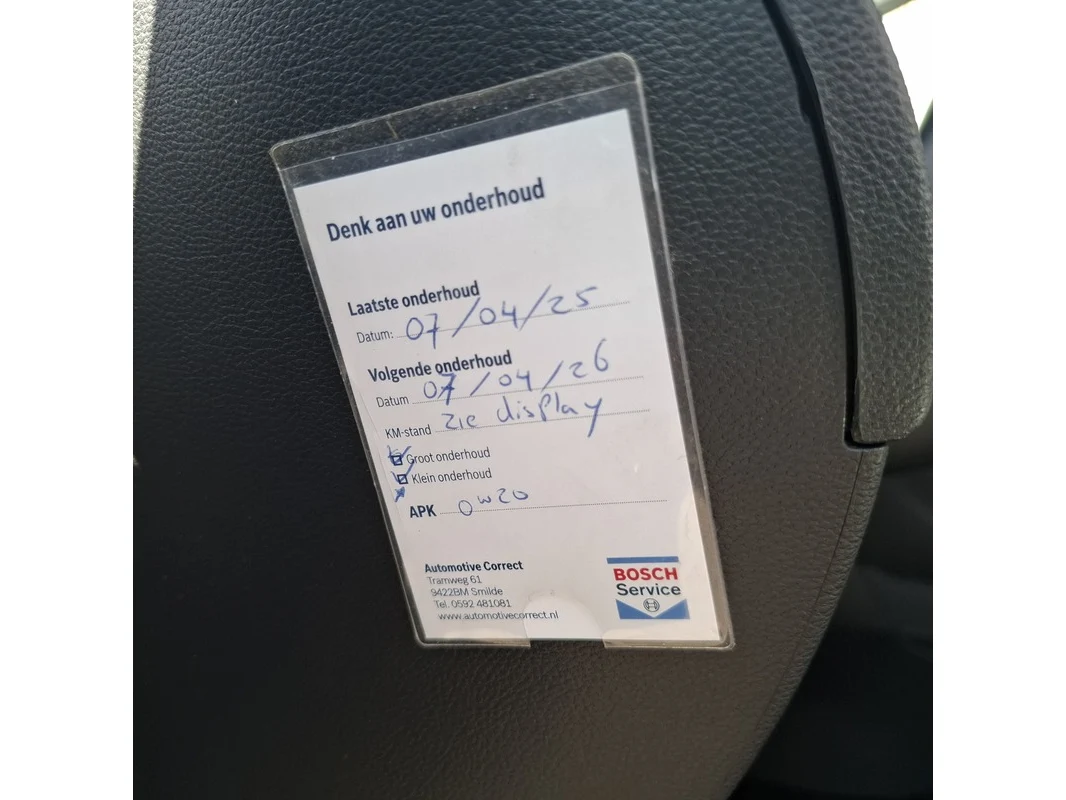 Denk aan uw onderhoud
Laatste onderhoud
Datum: 07/04/25
Volgende onderhoud
Datum 07/04/26
KM-stand zie display
Groot onderhoud
Klein onderhoud
APK 0w20
Automotive Correct
Tramweg 61
9422BM Smilde
Tel. 0592 481081
www.automotivecorrect.nl
BOSCH
Service